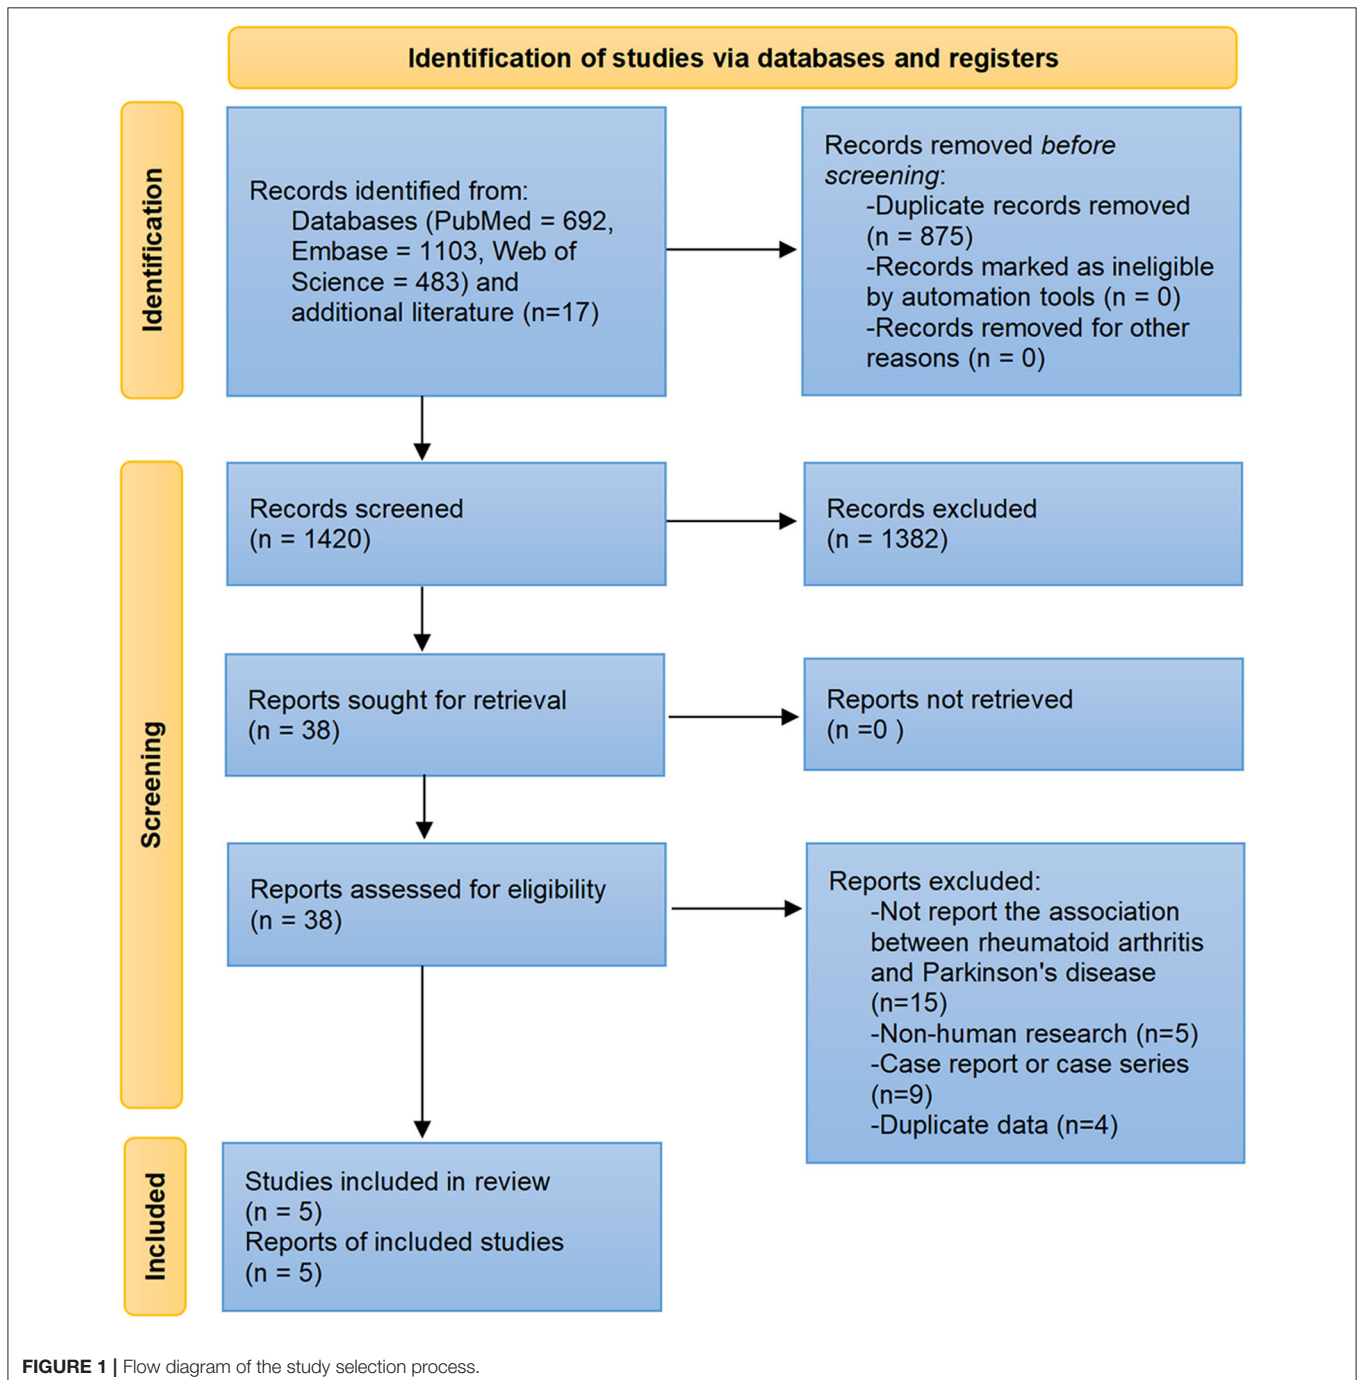 Identification of studies via databases and registers
Identification
Records identified from:
Databases (PubMed = 692,
Embase = 1103, Web of
Science = 483) and
additional literature (n=17)
Records removed before
screening:
-Duplicate records removed
(n = 875)
-Records marked as ineligible
by automation tools (n = 0)
-Records removed for other
reasons (n = 0)
Screening
Records screened
(n = 1420)
Records excluded
(n = 1382)
Reports sought for retrieval
(n = 38)
Reports not retrieved
(n =0 )
Reports assessed for eligibility
(n = 38)
Reports excluded:
-Not report the association
between rheumatoid arthritis
and Parkinson's disease
(n=15)
-Non-human research (n=5)
-Case report or case series
(n=9)
-Duplicate data (n=4)
Included
Studies included in review
(n = 5)
Reports of included studies
(n = 5)
FIGURE 1 | Flow diagram of the study selection process.